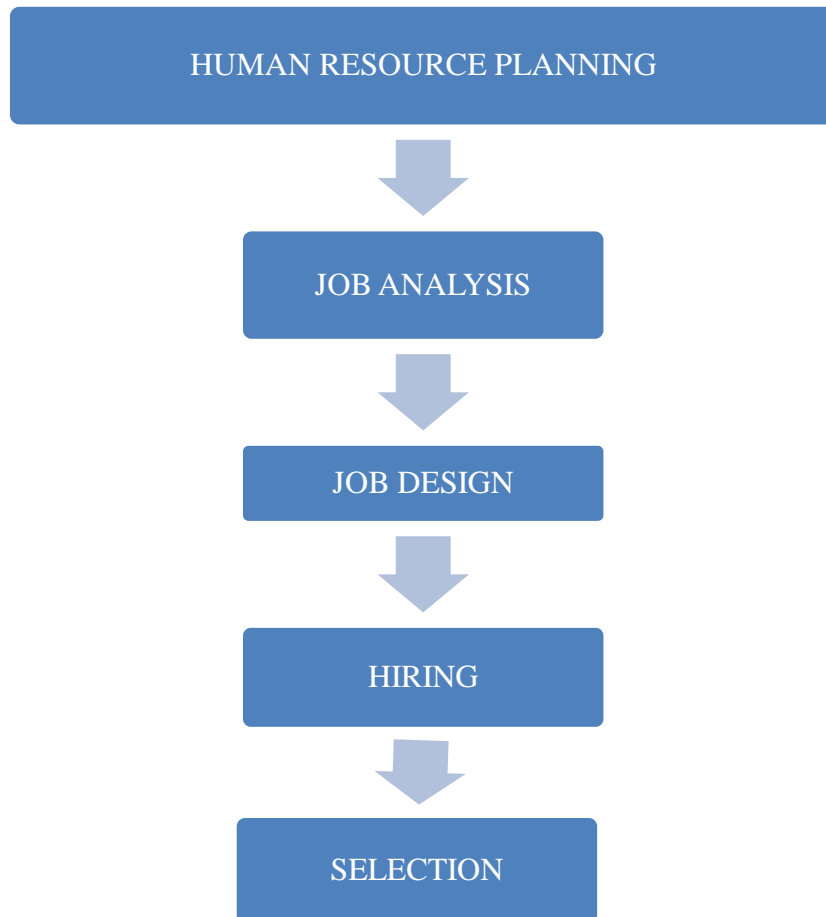 HUMAN RESOURCE PLANNING
JOB ANALYSIS
JOB DESIGN
HIRING
SELECTION